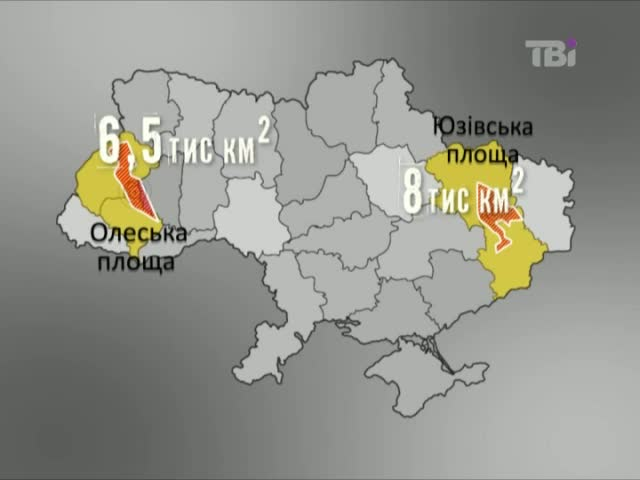 ТВі
6,5 тис км²
Олеська
площа
Юзівська
площа
8 тис км²